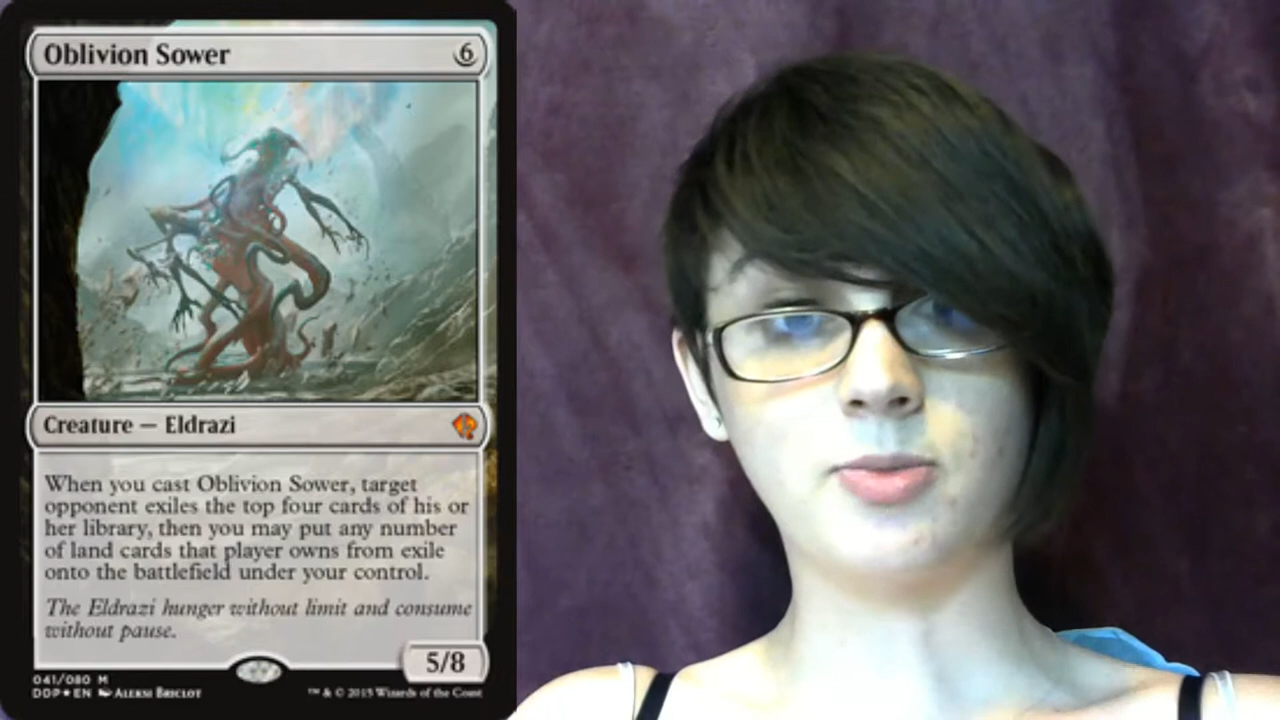 Oblivion Sower 6
Creature — Eldrazi
When you cast Oblivion Sower, target
opponent exiles the top four cards of his or
her library, then you may put any number
of land cards that player owns from exile
onto the battlefield under your control.
The Eldrazi hunger without limit and consume
without pause.
5/8
041/080 M
DDP★EN Aleksi Briclot
™ & © 2015 Wizards of the Coast